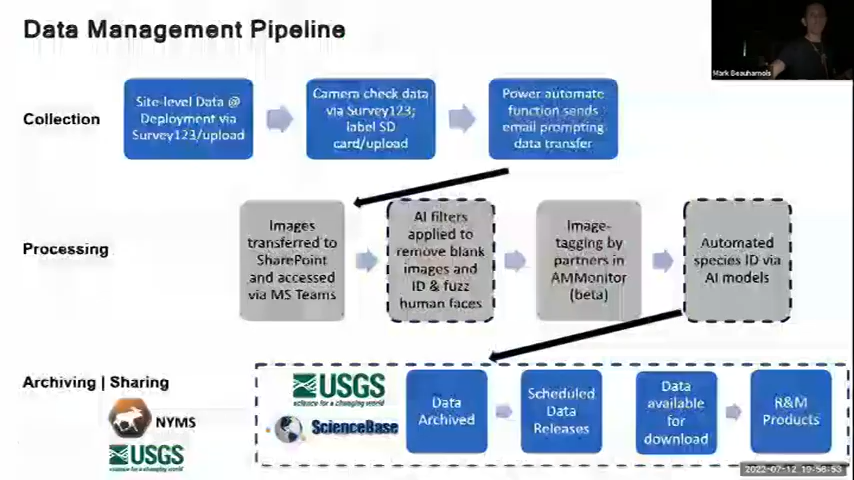 Data Management Pipeline
Mark Beauharnois
Collection
Site-level Data @
Deployment via
Survey123/upload
Camera check data
via Survey123;
label SD
card/upload
Power automate
function sends
email prompting
data transfer
Processing
Images
transferred to
SharePoint
and accessed
via MS Teams
AI filters
applied to
remove blank
images and
ID & fuzz
human faces
Image-
tagging by
partners in
AMMonitor
(beta)
Automated
species ID via
AI models
Archiving | Sharing
NYMS
USGS
science for a changing world
USGS
science for a changing world
ScienceBase
Data
Archived
Scheduled
Data
Releases
Data
available
for
download
R&M
Products
2022-07-12 19:56:53